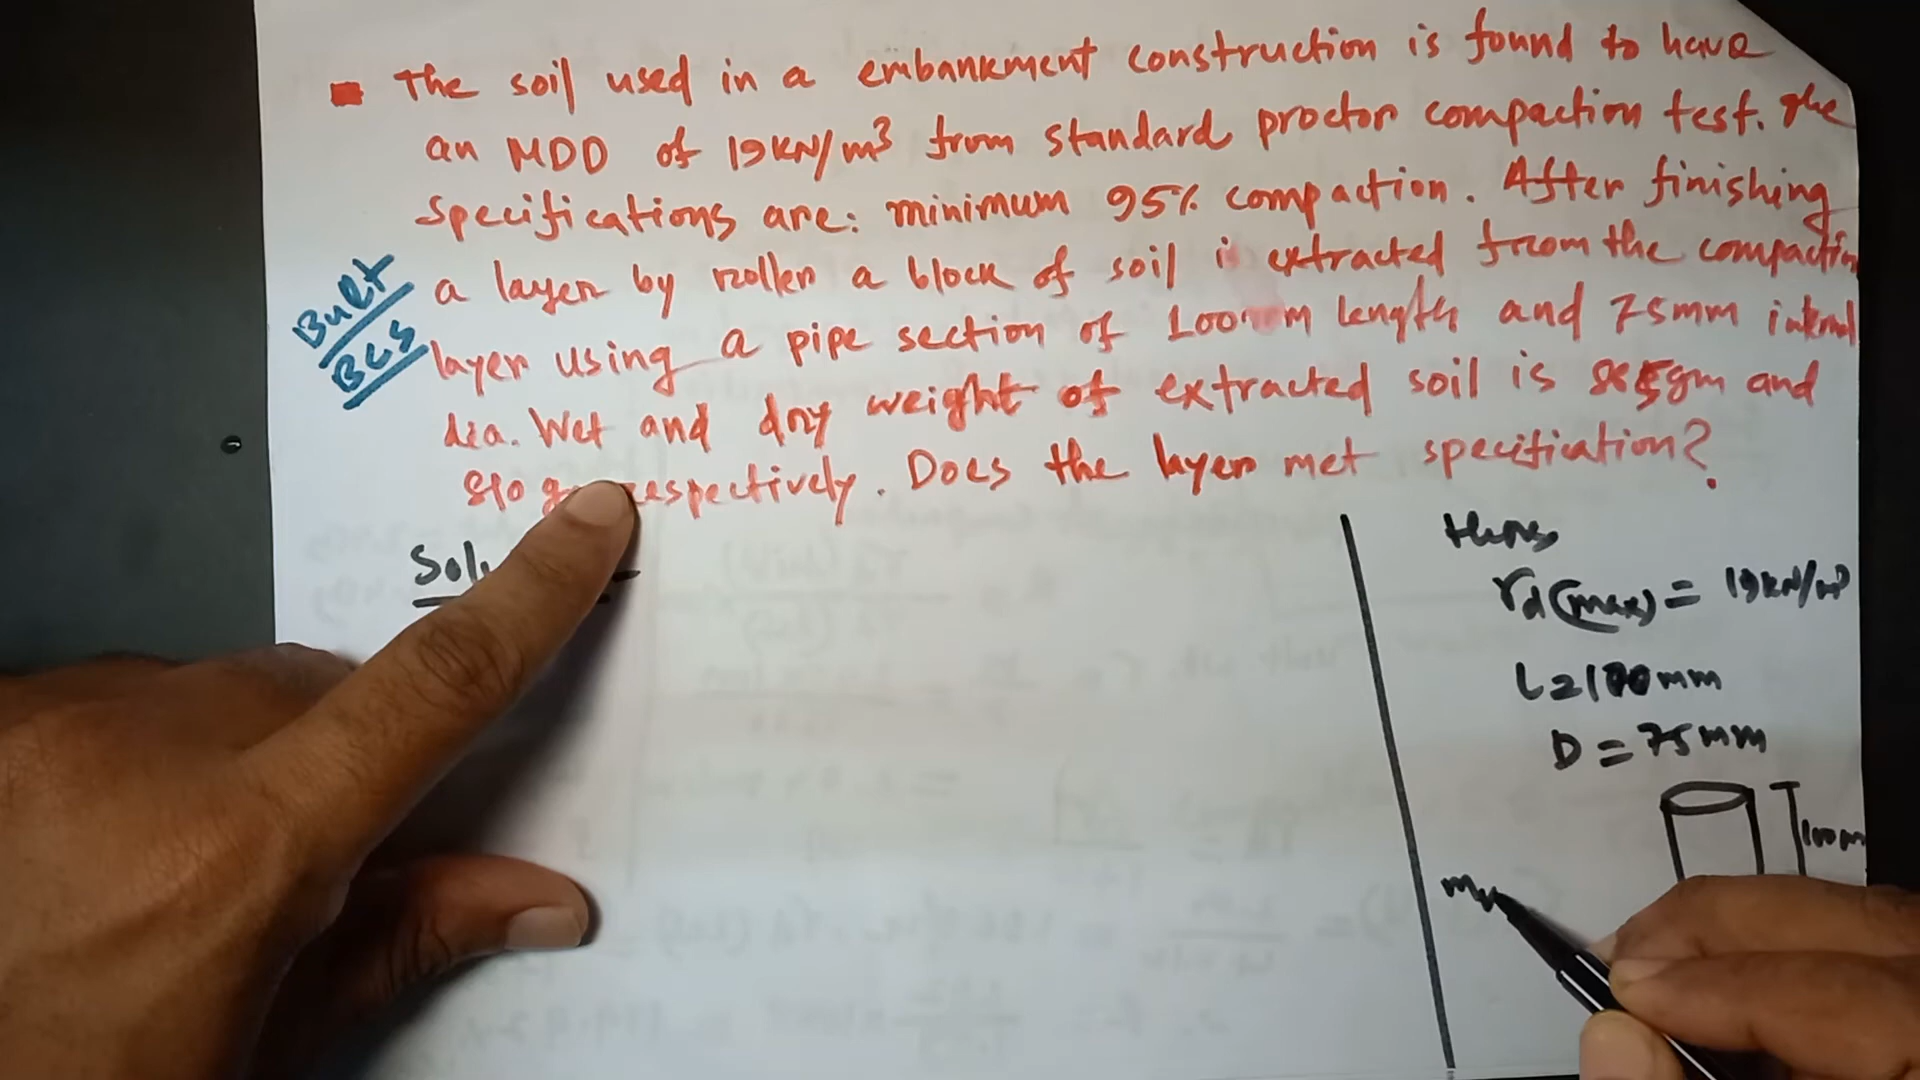 The soil used in a embankment construction is found to have
an MDD of 19kN/m³ from standard proctor compaction test. The
specifications are: minimum 95% compaction. After finishing
a layer by roller a block of soil is extracted from the compaction
layer using a pipe section of 100mm length and 75mm internal
dia. Wet and dry weight of extracted soil is gm and
810 respectively. Does the layer met specification?
Buet
BCS
Here,
γd(max) = 19kN/m³
L=100mm
D = 75mm
100m